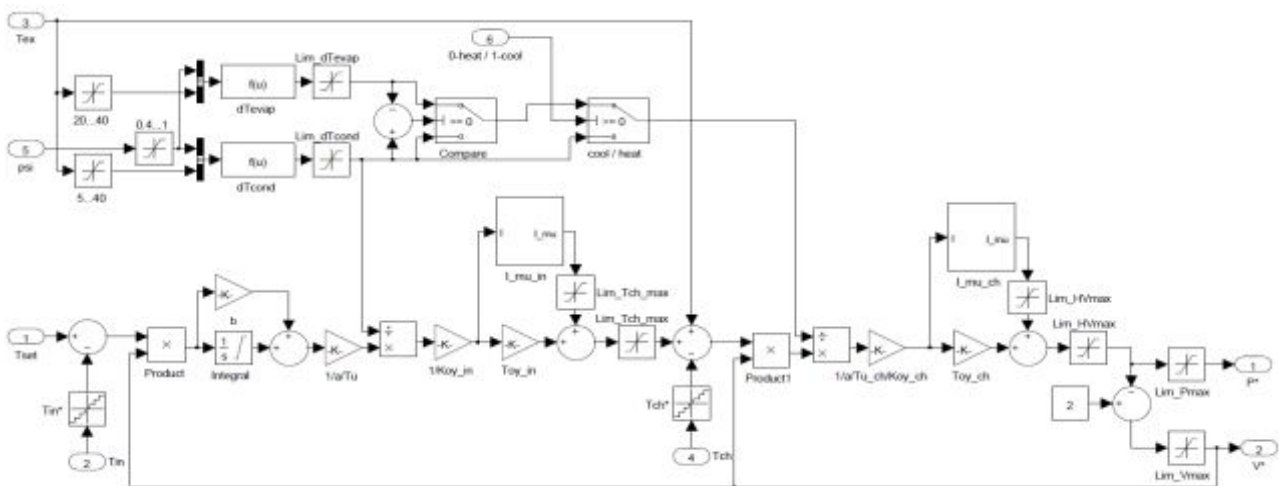 3
Tex
6
0-heat / 1-cool
Lim_dTevap
f(u)
dTevap
20...40
0.4...1
>= 0
Compare
>= 0
cool / heat
5
psi
Lim_dTcond
f(u)
dTcond
5...40
I
I_mu
I_mu_in
Lim_Tch_max
Lim_Tch_max
I
I_mu
I_mu_ch
Lim_HVmax
Lim_HVmax
-K-
b
1
Tset
×
Product
1
s
Integral
-K-
1/a/Tu
÷
×
-K-
1/Koy_in
-K-
Toy_in
×
Product1
÷
×
-K-
1/a/Tu_ch/Koy_ch
-K-
Toy_ch
Lim_Pmax
1
P*
2
Lim_Vmax
2
V*
Tin*
2
Tin
Tch*
4
Tch